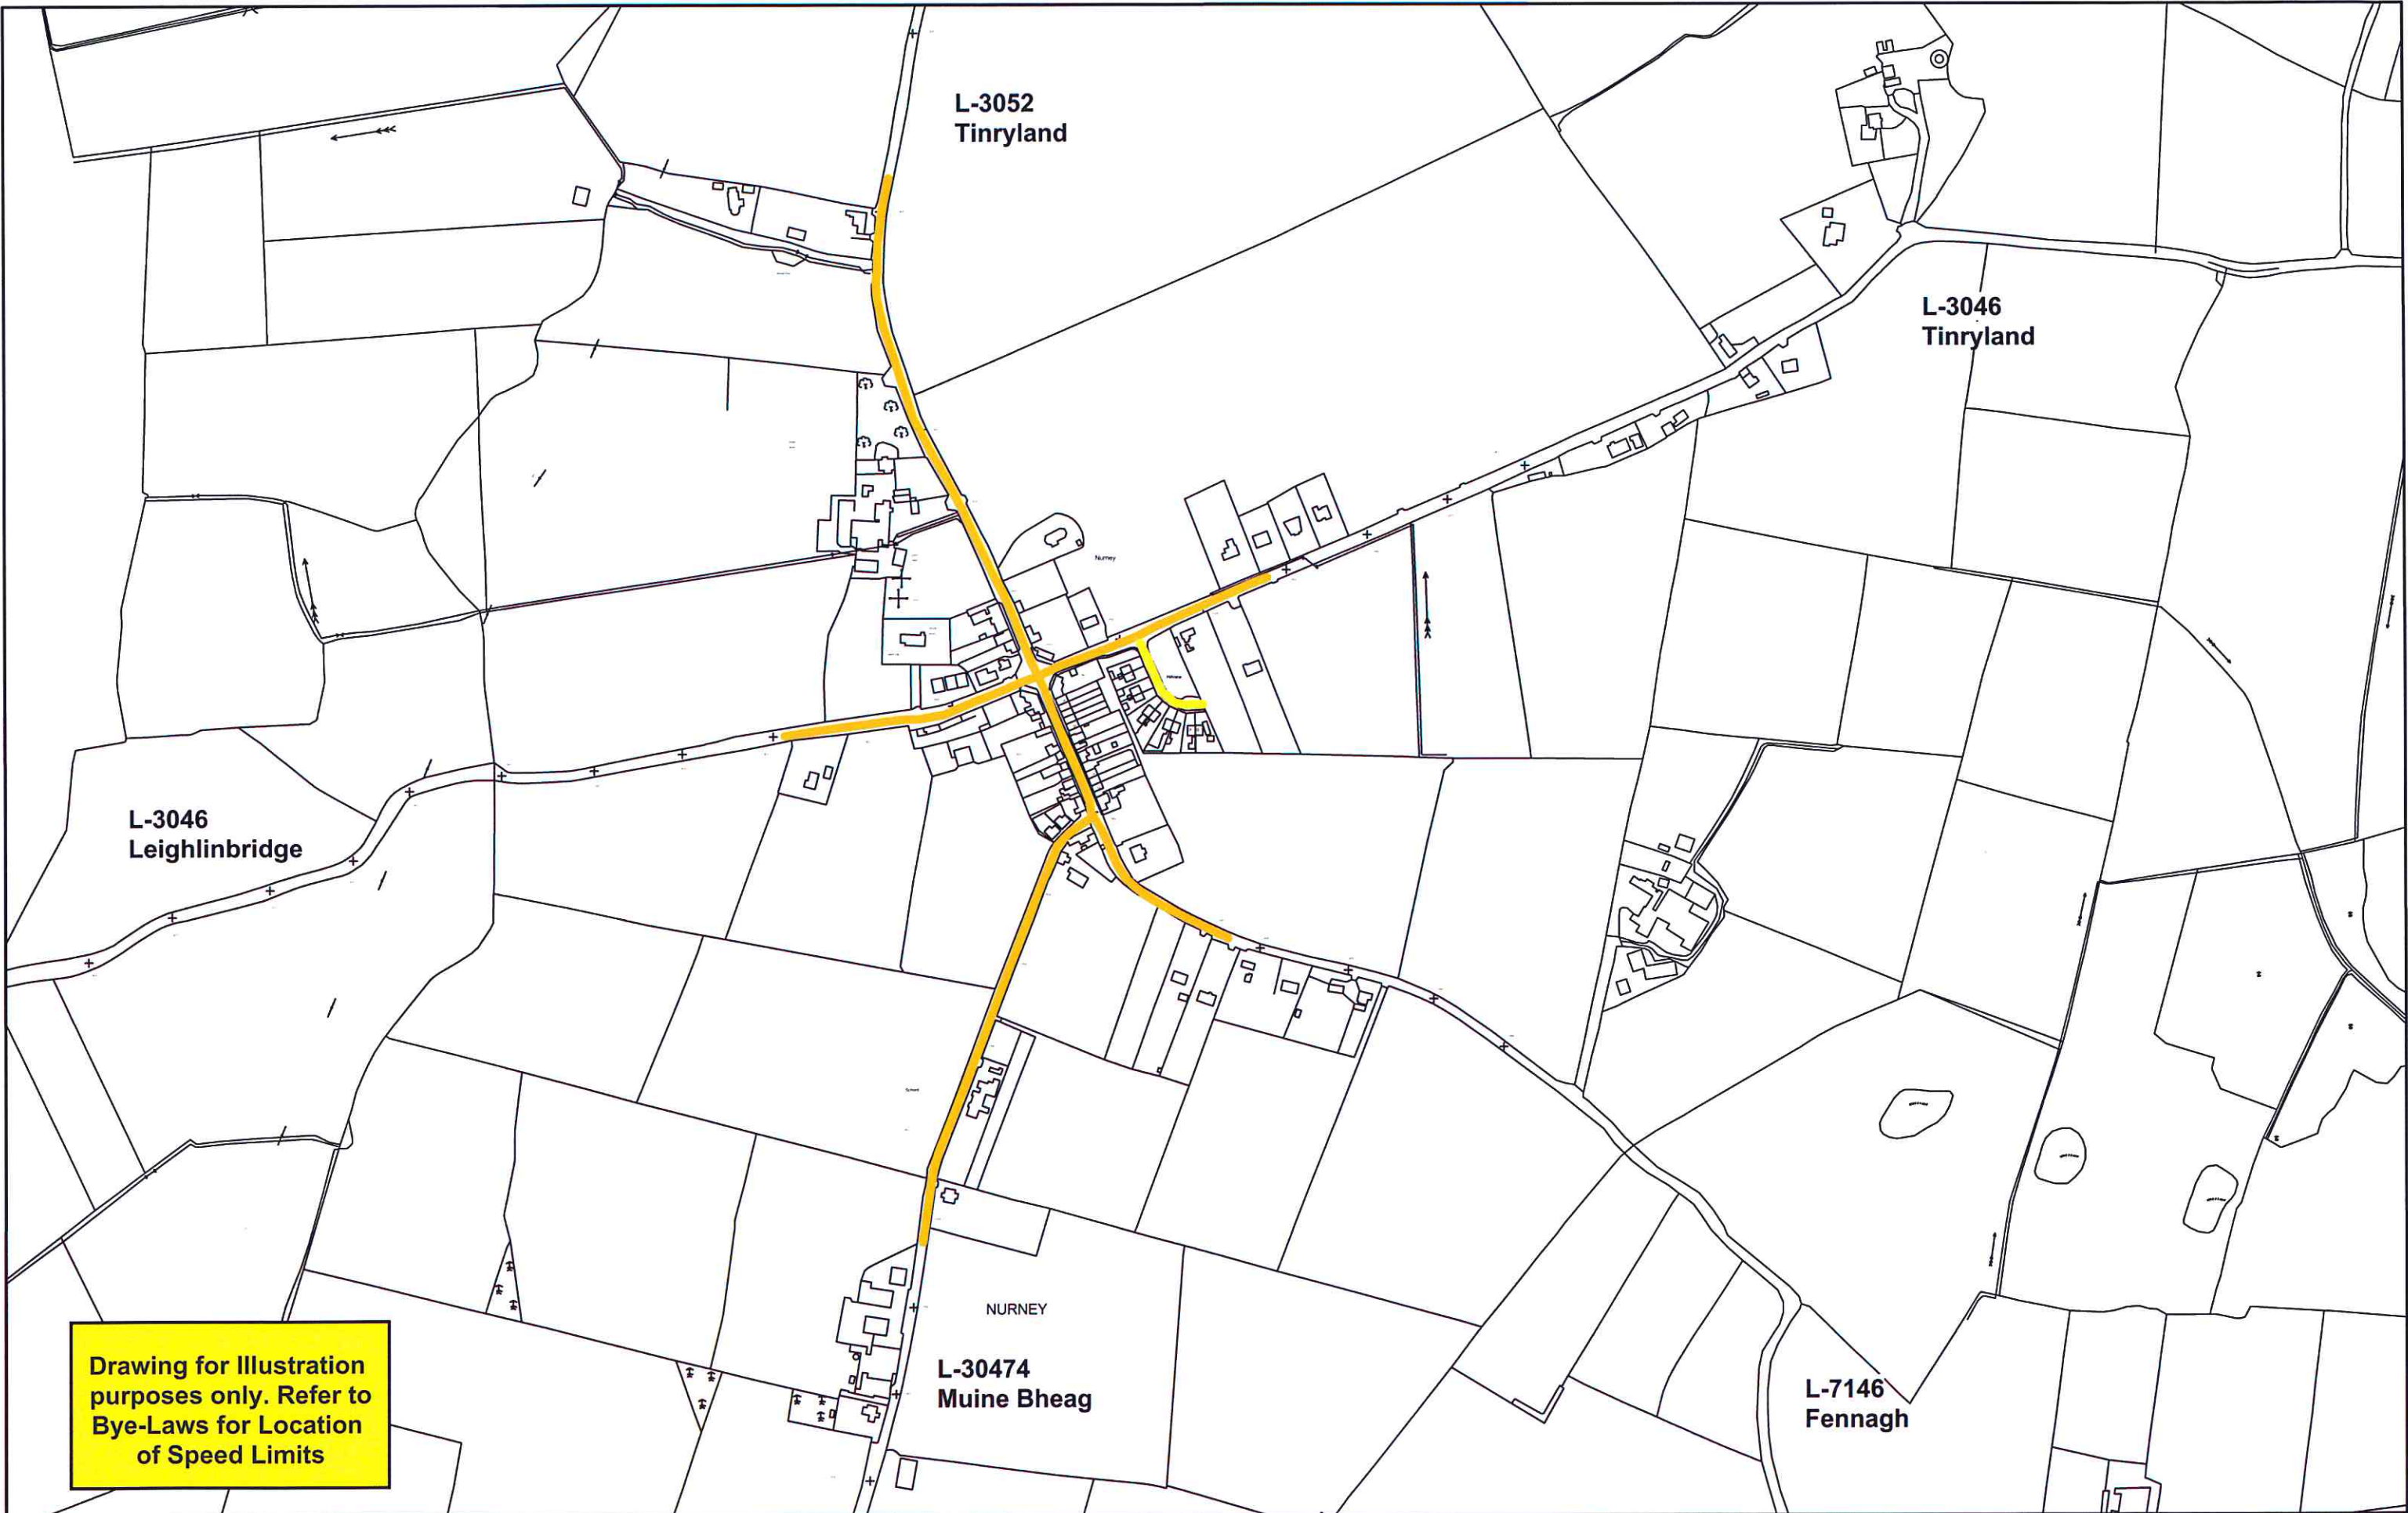 L-3052
Tinryland
L-3046
Tinryland
Nurney
L-3046
Leighlinbridge
NURNEY
L-30474
Muine Bheag
L-7146
Fennagh
Drawing for Illustration
purposes only. Refer to
Bye-Laws for Location
of Speed Limits